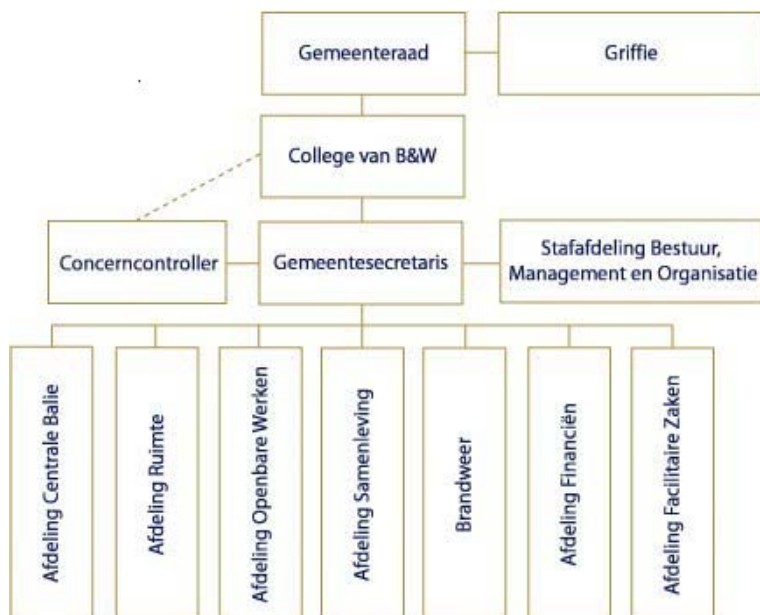 Gemeenteraad
Griffie
College van B&W
Concerncontroller
Gemeentesecretaris
Stafafdeling Bestuur,
Management en Organisatie
Afdeling Centrale Balie
Afdeling Ruimte
Afdeling Openbare Werken
Afdeling Samenleving
Brandweer
Afdeling Financiën
Afdeling Facilitaire Zaken